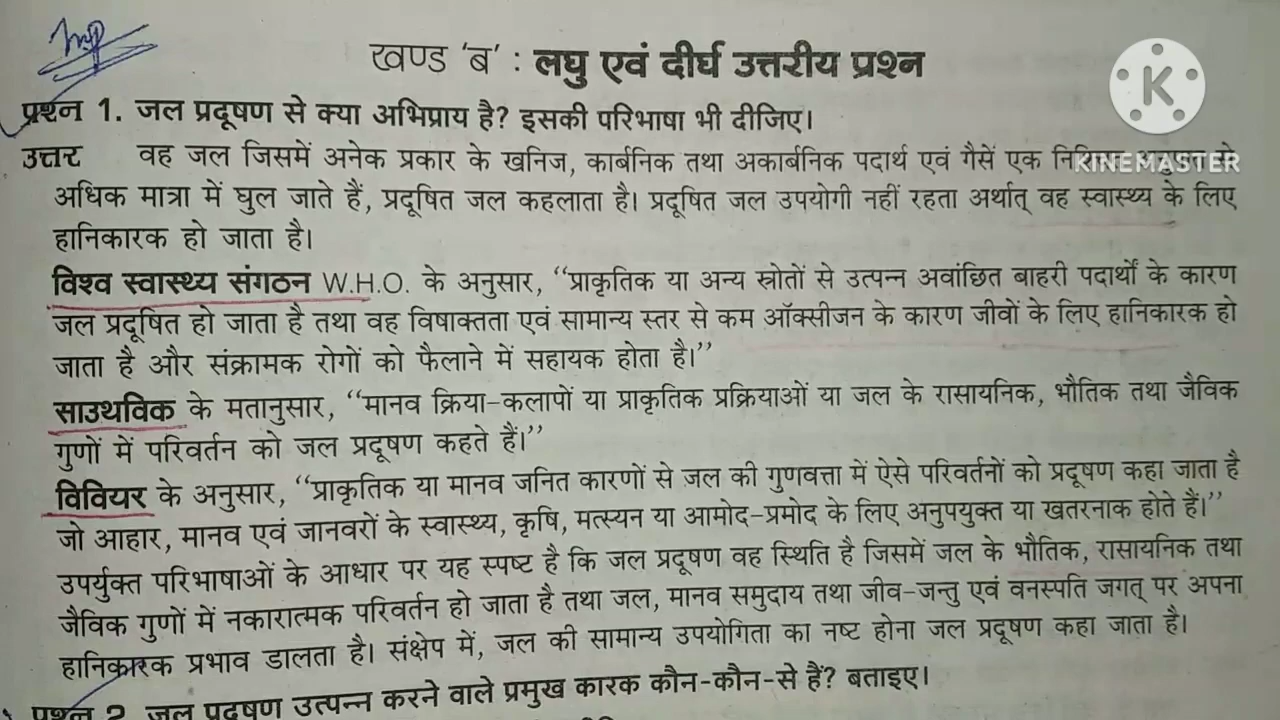 खण्ड 'ब' : लघु एवं दीर्घ उत्तरीय प्रश्न
K
प्रश्न 1. जल प्रदूषण से क्या अभिप्राय है? इसकी परिभाषा भी दीजिए।
उत्तर वह जल जिसमें अनेक प्रकार के खनिज, कार्बनिक तथा अकार्बनिक पदार्थ एवं गैसें एक
KINEMASTER
अधिक मात्रा में घुल जाते हैं, प्रदूषित जल कहलाता है। प्रदूषित जल उपयोगी नहीं रहता अर्थात् वह स्वास्थ्य के लिए
हानिकारक हो जाता है।
विश्व स्वास्थ्य संगठन W.H.O. के अनुसार, “प्राकृतिक या अन्य स्रोतों से उत्पन्न अवांछित बाहरी पदार्थों के कारण
जल प्रदूषित हो जाता है तथा वह विषाक्तता एवं सामान्य स्तर से कम ऑक्सीजन के कारण जीवों के लिए हानिकारक हो
जाता है और संक्रामक रोगों को फैलाने में सहायक होता है।”
साउथविक के मतानुसार, “मानव क्रिया-कलापों या प्राकृतिक प्रक्रियाओं या जल के रासायनिक, भौतिक तथा जैविक
गुणों में परिवर्तन को जल प्रदूषण कहते हैं।”
विवियर के अनुसार, “प्राकृतिक या मानव जनित कारणों से जल की गुणवत्ता में ऐसे परिवर्तनों को प्रदूषण कहा जाता है
जो आहार, मानव एवं जानवरों के स्वास्थ्य, कृषि, मत्स्यन या आमोद-प्रमोद के लिए अनुपयुक्त या खतरनाक होते हैं।”
उपर्युक्त परिभाषाओं के आधार पर यह स्पष्ट है कि जल प्रदूषण वह स्थिति है जिसमें जल के भौतिक, रासायनिक तथा
जैविक गुणों में नकारात्मक परिवर्तन हो जाता है तथा जल, मानव समुदाय तथा जीव-जन्तु एवं वनस्पति जगत् पर अपना
हानिकारक प्रभाव डालता है। संक्षेप में, जल की सामान्य उपयोगिता का नष्ट होना जल प्रदूषण कहा जाता है।
प्रश्न 2. जल प्रदूषण उत्पन्न करने वाले प्रमुख कारक कौन-कौन-से हैं? बताइए।